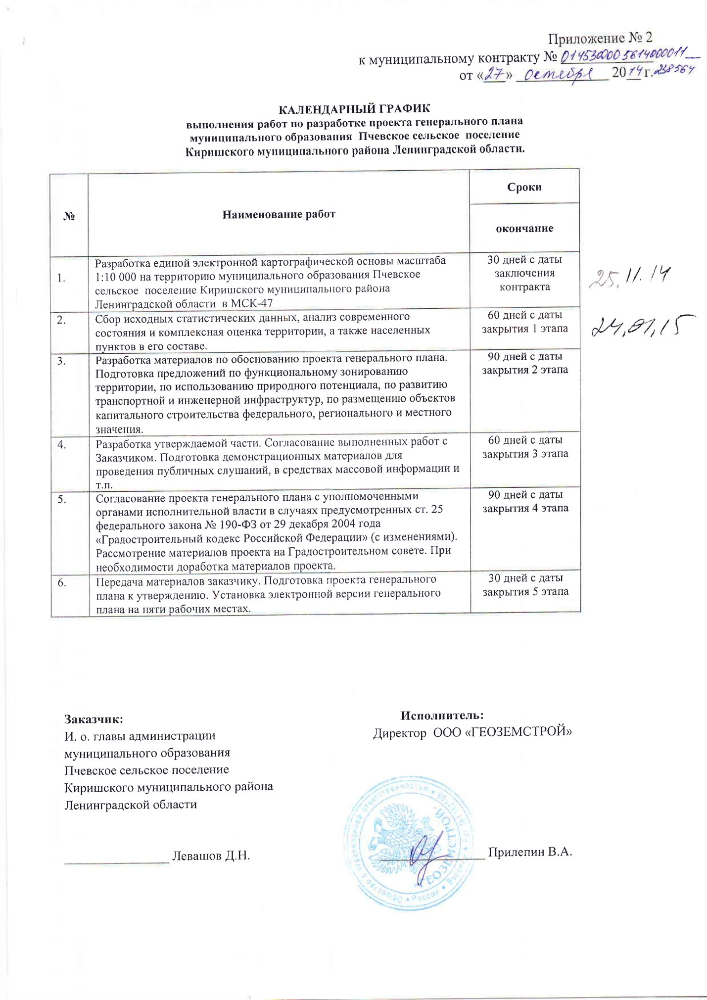 Приложение № 2
к муниципальному контракту № 0145300005614000011
от «27» октября 2014 г. 238564
КАЛЕНДАРНЫЙ ГРАФИК
выполнения работ по разработке проекта генерального плана
муниципального образования Пчевское сельское поселение
Киришского муниципального района Ленинградской области.
№
Наименование работ
Сроки
окончание
1.
Разработка единой электронной картографической основы масштаба
1:10 000 на территорию муниципального образования Пчевское
сельское поселение Киришского муниципального района
Ленинградской области в МСК-47
30 дней с даты
заключения
контракта
25.11.14
2.
Сбор исходных статистических данных, анализ современного
состояния и комплексная оценка территории, а также населенных
пунктов в его составе.
60 дней с даты
закрытия 1 этапа
24,01,15
3.
Разработка материалов по обоснованию проекта генерального плана.
Подготовка предложений по функциональному зонированию
территории, по использованию природного потенциала, по развитию
транспортной и инженерной инфраструктур, по размещению объектов
капитального строительства федерального, регионального и местного
значения.
90 дней с даты
закрытия 2 этапа
4.
Разработка утверждаемой части. Согласование выполненных работ с
Заказчиком. Подготовка демонстрационных материалов для
проведения публичных слушаний, в средствах массовой информации и
т.п.
60 дней с даты
закрытия 3 этапа
5.
Согласование проекта генерального плана с уполномоченными
органами исполнительной власти в случаях предусмотренных ст. 25
федерального закона № 190-ФЗ от 29 декабря 2004 года
«Градостроительный кодекс Российской Федерации» (с изменениями).
Рассмотрение материалов проекта на Градостроительном совете. При
необходимости доработка материалов проекта.
90 дней с даты
закрытия 4 этапа
6.
Передача материалов заказчику. Подготовка проекта генерального
плана к утверждению. Установка электронной версии генерального
плана на пяти рабочих местах.
30 дней с даты
закрытия 5 этапа
Заказчик:
И. о. главы администрации
муниципального образования
Пчевское сельское поселение
Киришского муниципального района
Ленинградской области
Левашов Д.Н.
Исполнитель:
Директор ООО «ГЕОЗЕМСТРОЙ»
Прилепин В.А.
Общество с ограниченной ответственностью
Россия
"ГЕОЗЕМСТРОЙ"